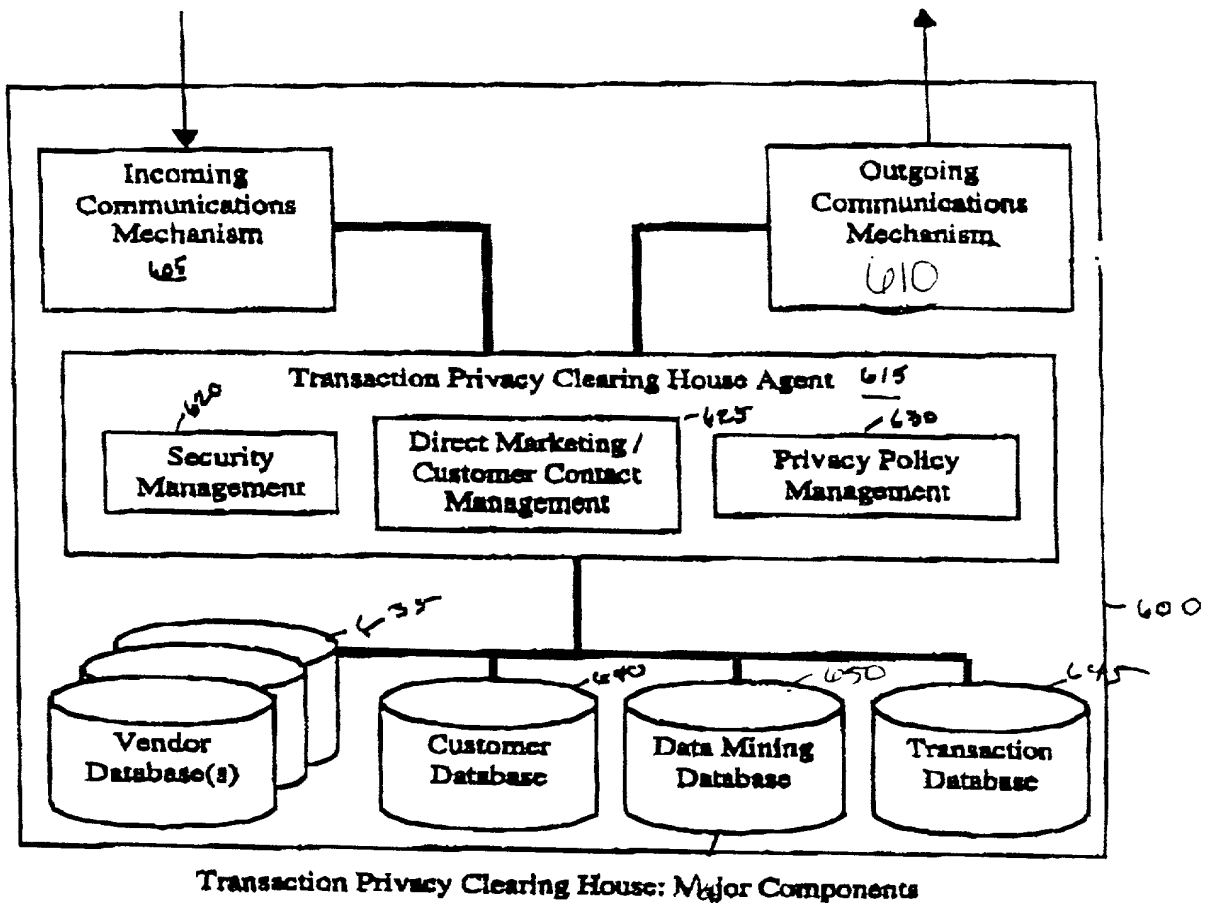 Incoming
Communications
Mechanism
605
Outgoing
Communications
Mechanism
610
Transaction Privacy Clearing House Agent 615
620
Security
Management
625
Direct Marketing /
Customer Contact
Management
630
Privacy Policy
Management
600
635
Vendor
Database(s)
640
Customer
Database
650
Data Mining
Database
645
Transaction
Database
Transaction Privacy Clearing House: Major Components